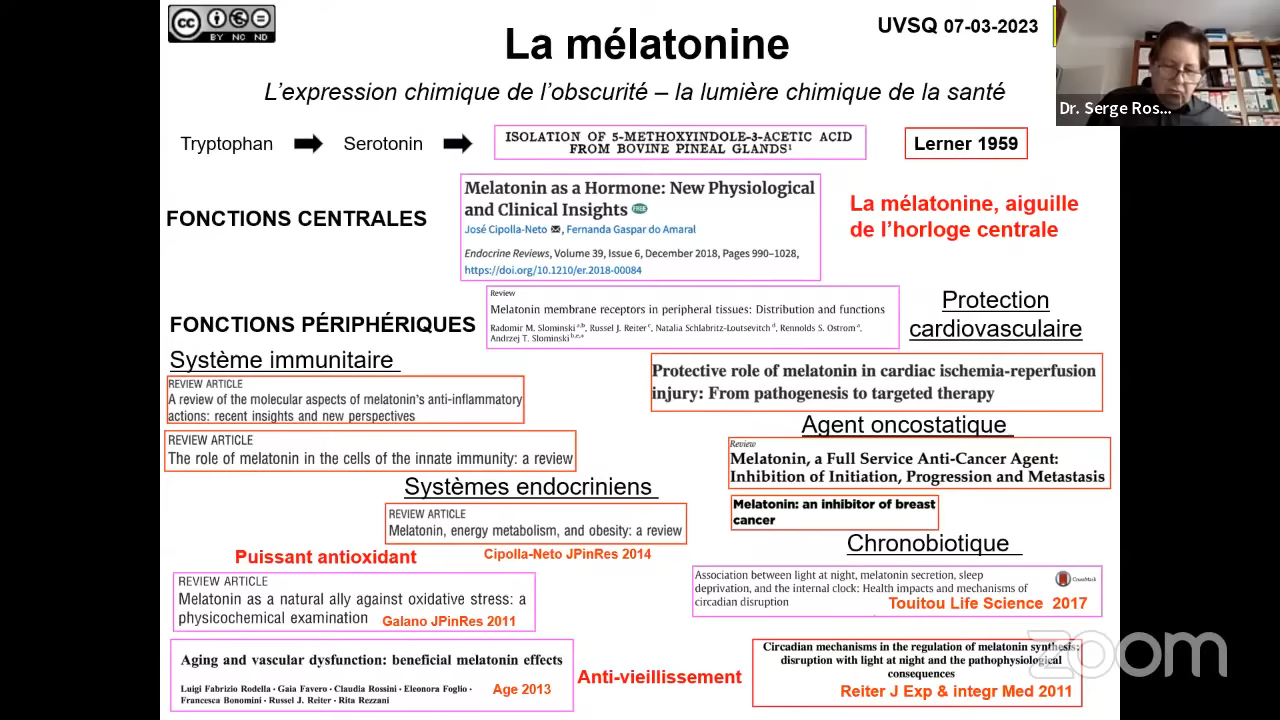 cc
BY NC ND
La mélatonine
UVSQ 07-03-2023
Dr. Serge Ros...
L'expression chimique de l'obscurité – la lumière chimique de la santé
Tryptophan
Serotonin
ISOLATION OF 5-METHOXYINDOLE-3-ACETIC ACID
FROM BOVINE PINEAL GLANDS¹
Lerner 1959
FONCTIONS CENTRALES
Melatonin as a Hormone: New Physiological
and Clinical Insights FREE
José Cipolla-Neto ✉, Fernanda Gaspar do Amaral
Endocrine Reviews, Volume 39, Issue 6, December 2018, Pages 990–1028,
https://doi.org/10.1210/er.2018-00084
La mélatonine, aiguille
de l'horloge centrale
FONCTIONS PÉRIPHÉRIQUES
Review
Melatonin membrane receptors in peripheral tissues: Distribution and functions
Radomir M. Slominski a,b, Russel J. Reiter c, Natalia Schlabritz-Loutsevitch d, Rennolds S. Ostrom a,
Andrzej T. Slominski b,e,*
Protection
cardiovasculaire
Système immunitaire
REVIEW ARTICLE
A review of the molecular aspects of melatonin's anti-inflammatory
actions: recent insights and new perspectives
Protective role of melatonin in cardiac ischemia-reperfusion
injury: From pathogenesis to targeted therapy
REVIEW ARTICLE
The role of melatonin in the cells of the innate immunity: a review
Agent oncostatique
Review
Melatonin, a Full Service Anti-Cancer Agent:
Inhibition of Initiation, Progression and Metastasis
Melatonin: an inhibitor of breast
cancer
Systèmes endocriniens
REVIEW ARTICLE
Melatonin, energy metabolism, and obesity: a review
Cipolla-Neto JPinRes 2014
Puissant antioxidant
REVIEW ARTICLE
Melatonin as a natural ally against oxidative stress: a
physicochemical examination
Galano JPinRes 2011
Chronobiotique
Association between light at night, melatonin secretion, sleep
deprivation, and the internal clock: Health impacts and mechanisms of
circadian disruption
CrossMark
Touitou Life Science 2017
Aging and vascular dysfunction: beneficial melatonin effects
Luigi Fabrizio Rodella · Gaia Favero · Claudia Rossini · Eleonora Foglio ·
Francesca Bonomini · Russel J. Reiter · Rita Rezzani
Age 2013
Anti-vieillissement
Circadian mechanisms in the regulation of melatonin synthesis:
disruption with light at night and the pathophysiological
consequences
Reiter J Exp & integr Med 2011
zoom